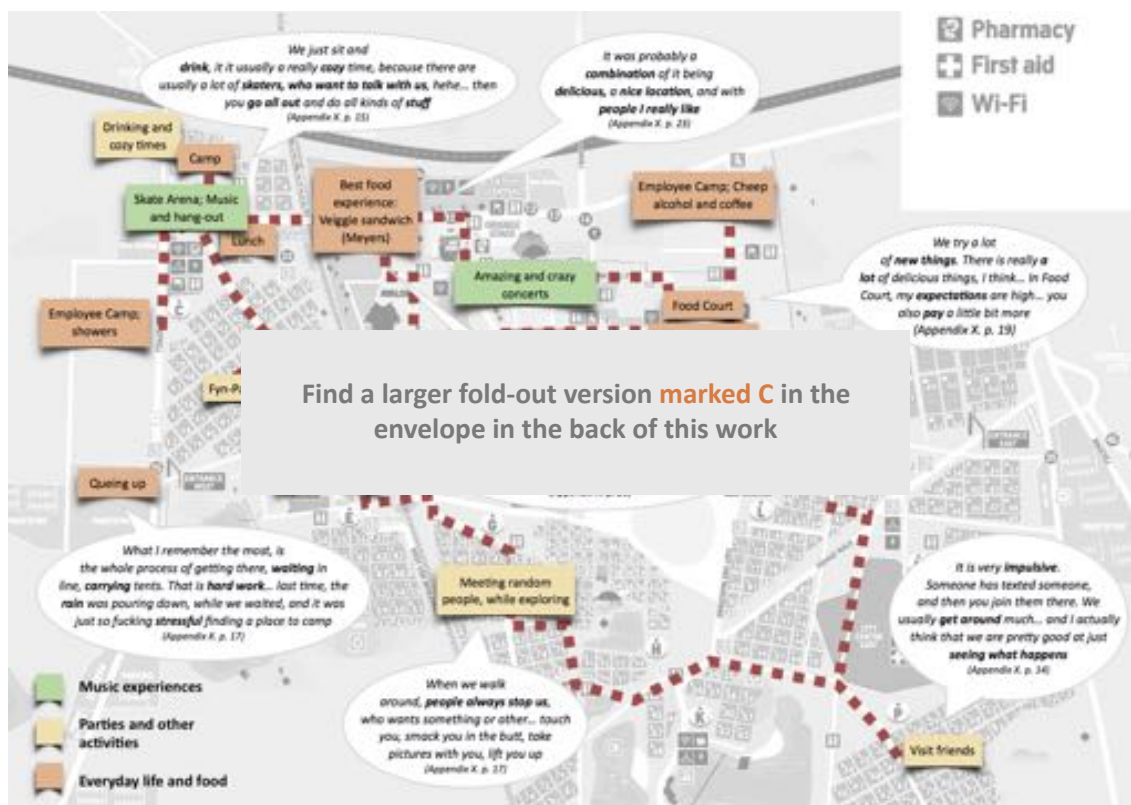 Pharmacy
First aid
Wi-Fi
We just sit and
drink, it it usually a really cozy time, because there are
usually a lot of skaters, who want to talk with us, hehe... then
you go all out and do all kinds of stuff
(Appendix X. p. 15)
It was probably a
combination of it being
delicious, a nice location, and with
people I really like
(Appendix X. p. 23)
Drinking and
cozy times
Camp
Skate Arena; Music
and hang-out
Lunch
Best food
experience:
Veiggie sandwich
(Meyers)
Employee Camp; Cheep
alcohol and coffee
Amazing and crazy
concerts
Food Court
We try a lot
of new things. There is really a
lot of delicious things, I think... In Food
Court, my expectations are high... you
also pay a little bit more
(Appendix X. p. 19)
Employee Camp;
showers
C
Find a larger fold-out version marked C in the
envelope in the back of this work
ENTRANCE
EAST
Queing up
ENTRANCE
WEST
E
G
L
What I remember the most, is
the whole process of getting there, waiting in
line, carrying tents. That is hard work... last time, the
rain was pouring down, while we waited, and it was
just so fucking stressful finding a place to camp
(Appendix X. p. 17)
Meeting random
people, while exploring
It is very impulsive.
Someone has texted someone,
and then you join them there. We
usually get around much... and I actually
think that we are pretty good at just
seeing what happens
(Appendix X. p. 14)
H
K
P
When we walk
around, people always stop us,
who wants something or other... touch
you, smack you in the butt, take
pictures with you, lift you up
(Appendix X. p. 17)
Visit friends
Music experiences
Parties and other
activities
Everyday life and food